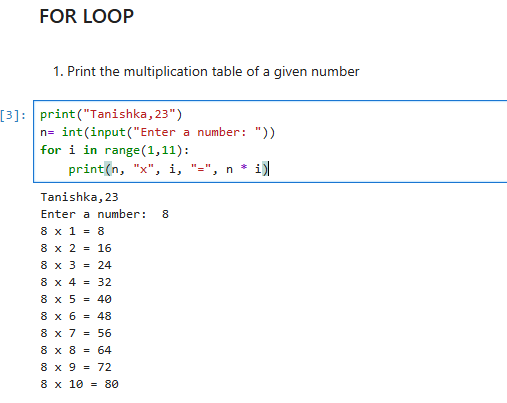 FOR LOOP
1. Print the multiplication table of a given number
[3]: print("Tanishka,23")
n= int(input("Enter a number: "))
for i in range(1,11):
    print(n, "x", i, "=", n * i)
Tanishka,23
Enter a number:  8
8 x 1 = 8
8 x 2 = 16
8 x 3 = 24
8 x 4 = 32
8 x 5 = 40
8 x 6 = 48
8 x 7 = 56
8 x 8 = 64
8 x 9 = 72
8 x 10 = 80